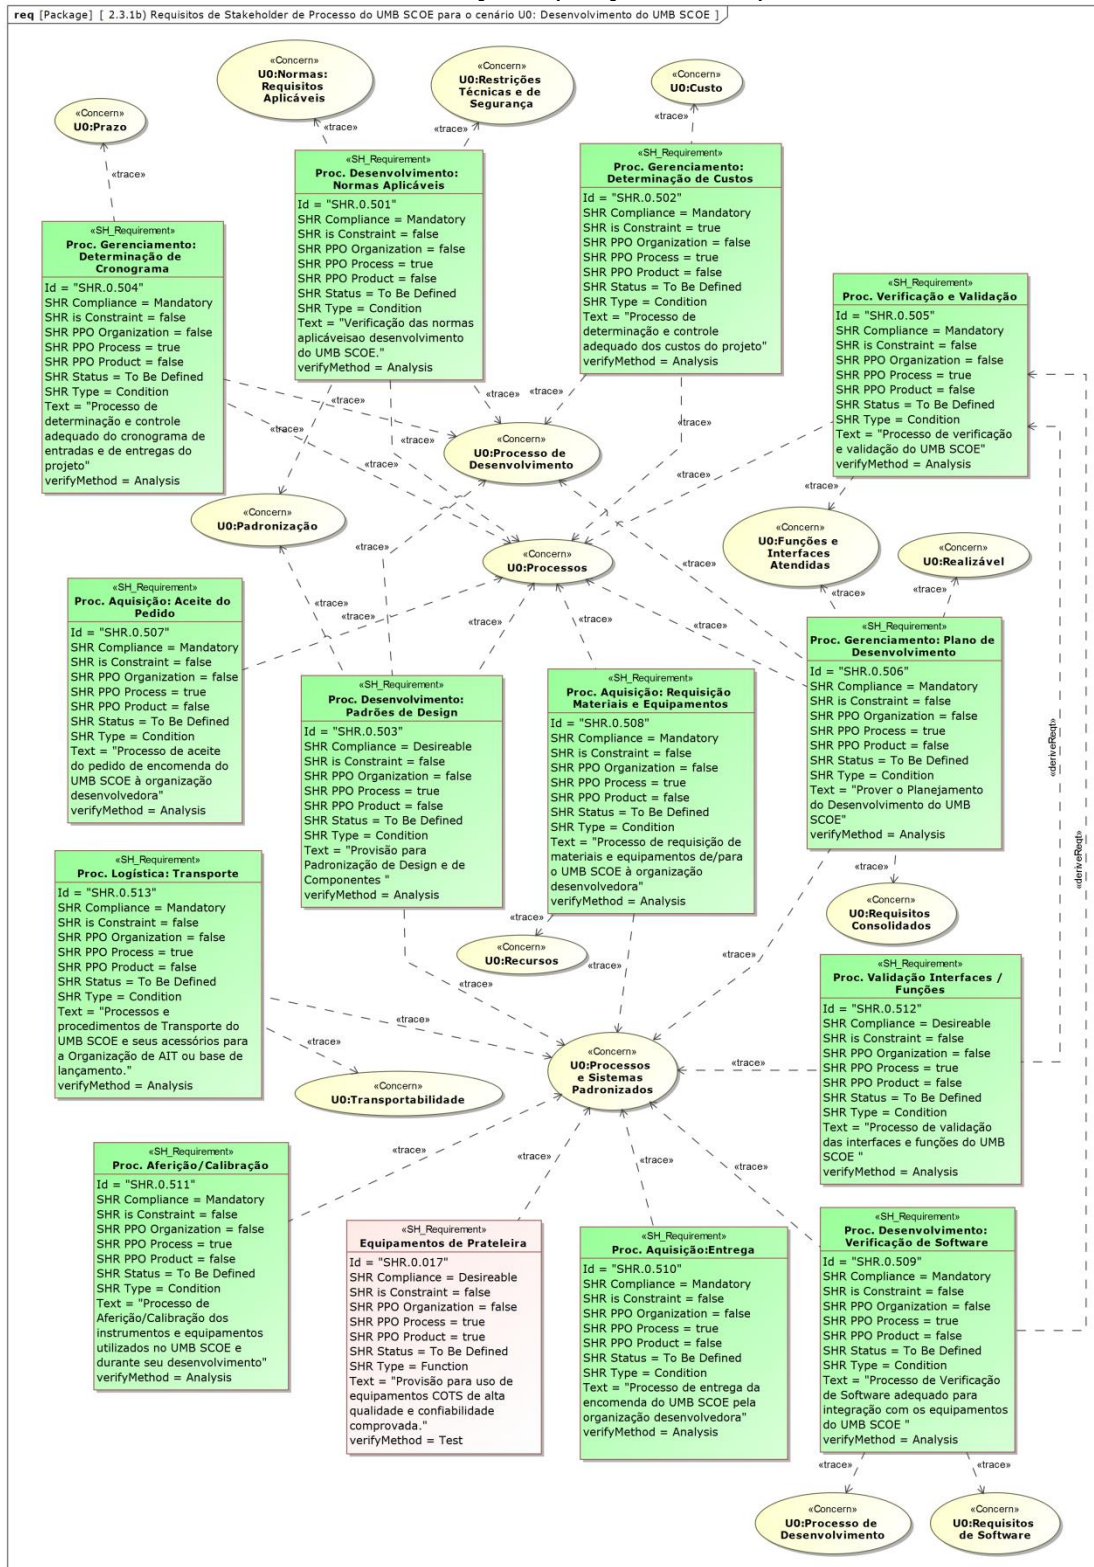 req [Package] [ 2.3.1b) Requisitos de Stakeholder de Processo do UMB SCOE para o cenário U0: Desenvolvimento do UMB SCOE ]
«Concern»
U0:Normas:
Requisitos
Aplicáveis
«Concern»
U0:Restrições
Técnicas e de
Segurança
«Concern»
U0:Custo
«Concern»
U0:Prazo
«trace»
«trace»
«trace»
«trace»
«SH_Requirement»
Proc. Desenvolvimento:
Normas Aplicáveis
Id = "SHR.0.501"
SHR Compliance = Mandatory
SHR is Constraint = false
SHR PPO Organization = false
SHR PPO Process = true
SHR PPO Product = false
SHR Status = To Be Defined
SHR Type = Condition
Text = "Verificação das normas
aplicáveisao desenvolvimento
do UMB SCOE."
verifyMethod = Analysis
«SH_Requirement»
Proc. Gerenciamento:
Determinação de Custos
Id = "SHR.0.502"
SHR Compliance = Mandatory
SHR is Constraint = true
SHR PPO Organization = false
SHR PPO Process = true
SHR PPO Product = false
SHR Status = To Be Defined
SHR Type = Condition
Text = "Processo de
determinação e controle
adequado dos custos do projeto"
verifyMethod = Analysis
«SH_Requirement»
Proc. Gerenciamento:
Determinação de
Cronograma
Id = "SHR.0.504"
SHR Compliance = Mandatory
SHR is Constraint = false
SHR PPO Organization = false
SHR PPO Process = true
SHR PPO Product = false
SHR Status = To Be Defined
SHR Type = Condition
Text = "Processo de
determinação e controle
adequado do cronograma de
entradas e de entregas do
projeto"
verifyMethod = Analysis
«SH_Requirement»
Proc. Verificação e Validação
Id = "SHR.0.505"
SHR Compliance = Mandatory
SHR is Constraint = false
SHR PPO Organization = false
SHR PPO Process = true
SHR PPO Product = false
SHR Status = To Be Defined
SHR Type = Condition
Text = "Processo de verificação
e validação do UMB SCOE"
verifyMethod = Analysis
«trace»
«trace»
«trace»
«trace»
«trace»
«trace»
«trace»
«Concern»
U0:Processo de
Desenvolvimento
«Concern»
U0:Padronização
«trace»
«trace»
«trace»
«trace»
«Concern»
U0:Processos
«Concern»
U0:Funções e
Interfaces
Atendidas
«Concern»
U0:Realizável
«SH_Requirement»
Proc. Aquisição: Aceite do
Pedido
Id = "SHR.0.507"
SHR Compliance = Mandatory
SHR is Constraint = false
SHR PPO Organization = false
SHR PPO Process = true
SHR PPO Product = false
SHR Status = To Be Defined
SHR Type = Condition
Text = "Processo de aceite
do pedido de encomenda do
UMB SCOE à organização
desenvolvedora"
verifyMethod = Analysis
«trace»
«trace»
«trace»
«trace»
«trace»
«trace»
«trace»
«SH_Requirement»
Proc. Desenvolvimento:
Padrões de Design
Id = "SHR.0.503"
SHR Compliance = Desireable
SHR is Constraint = false
SHR PPO Organization = false
SHR PPO Process = true
SHR PPO Product = false
SHR Status = To Be Defined
SHR Type = Condition
Text = "Provisão para
Padronização de Design e de
Componentes "
verifyMethod = Analysis
«SH_Requirement»
Proc. Aquisição: Requisição
Materiais e Equipamentos
Id = "SHR.0.508"
SHR Compliance = Mandatory
SHR is Constraint = false
SHR PPO Organization = false
SHR PPO Process = true
SHR PPO Product = false
SHR Status = To Be Defined
SHR Type = Condition
Text = "Processo de requisição de
materiais e equipamentos de/para
o UMB SCOE à organização
desenvolvedora"
verifyMethod = Analysis
«SH_Requirement»
Proc. Gerenciamento: Plano de
Desenvolvimento
Id = "SHR.0.506"
SHR Compliance = Mandatory
SHR is Constraint = false
SHR PPO Organization = false
SHR PPO Process = true
SHR PPO Product = false
SHR Status = To Be Defined
SHR Type = Condition
Text = "Prover o Planejamento
do Desenvolvimento do UMB
SCOE"
verifyMethod = Analysis
«deriveReqt»
«deriveReqt»
«SH_Requirement»
Proc. Logística: Transporte
Id = "SHR.0.513"
SHR Compliance = Mandatory
SHR is Constraint = false
SHR PPO Organization = false
SHR PPO Process = true
SHR PPO Product = false
SHR Status = To Be Defined
SHR Type = Condition
Text = "Processos e
procedimentos de Transporte do
UMB SCOE e seus acessórios para
a Organização de AIT ou base de
lançamento."
verifyMethod = Analysis
«trace»
«Concern»
U0:Requisitos
Consolidados
«trace»
«Concern»
U0:Recursos
«trace»
«trace»
«trace»
«SH_Requirement»
Proc. Validação Interfaces /
Funções
Id = "SHR.0.512"
SHR Compliance = Desireable
SHR is Constraint = false
SHR PPO Organization = false
SHR PPO Process = true
SHR PPO Product = false
SHR Status = To Be Defined
SHR Type = Condition
Text = "Processo de validação
das interfaces e funções do UMB
SCOE "
verifyMethod = Analysis
«trace»
«trace»
«trace»
«Concern»
U0:Processos
e Sistemas
Padronizados
«Concern»
U0:Transportabilidade
«trace»
«trace»
«trace»
«trace»
«SH_Requirement»
Proc. Aferição/Calibração
Id = "SHR.0.511"
SHR Compliance = Mandatory
SHR is Constraint = false
SHR PPO Organization = false
SHR PPO Process = true
SHR PPO Product = false
SHR Status = To Be Defined
SHR Type = Condition
Text = "Processo de
Aferição/Calibração dos
instrumentos e equipamentos
utilizados no UMB SCOE e
durante seu desenvolvimento"
verifyMethod = Analysis
«SH_Requirement»
Equipamentos de Prateleira
Id = "SHR.0.017"
SHR Compliance = Desireable
SHR is Constraint = false
SHR PPO Organization = false
SHR PPO Process = true
SHR PPO Product = true
SHR Status = To Be Defined
SHR Type = Function
Text = "Provisão para uso de
equipamentos COTS de alta
qualidade e confiabilidade
comprovada."
verifyMethod = Test
«SH_Requirement»
Proc. Aquisição:Entrega
Id = "SHR.0.510"
SHR Compliance = Mandatory
SHR is Constraint = false
SHR PPO Organization = false
SHR PPO Process = true
SHR PPO Product = false
SHR Status = To Be Defined
SHR Type = Condition
Text = "Processo de entrega da
encomenda do UMB SCOE pela
organização desenvolvedora"
verifyMethod = Analysis
«SH_Requirement»
Proc. Desenvolvimento:
Verificação de Software
Id = "SHR.0.509"
SHR Compliance = Mandatory
SHR is Constraint = false
SHR PPO Organization = false
SHR PPO Process = true
SHR PPO Product = false
SHR Status = To Be Defined
SHR Type = Condition
Text = "Processo de Verificação
de Software adequado para
integração com os equipamentos
do UMB SCOE "
verifyMethod = Analysis
«trace»
«trace»
«Concern»
U0:Processo de
Desenvolvimento
«Concern»
U0:Requisitos
de Software